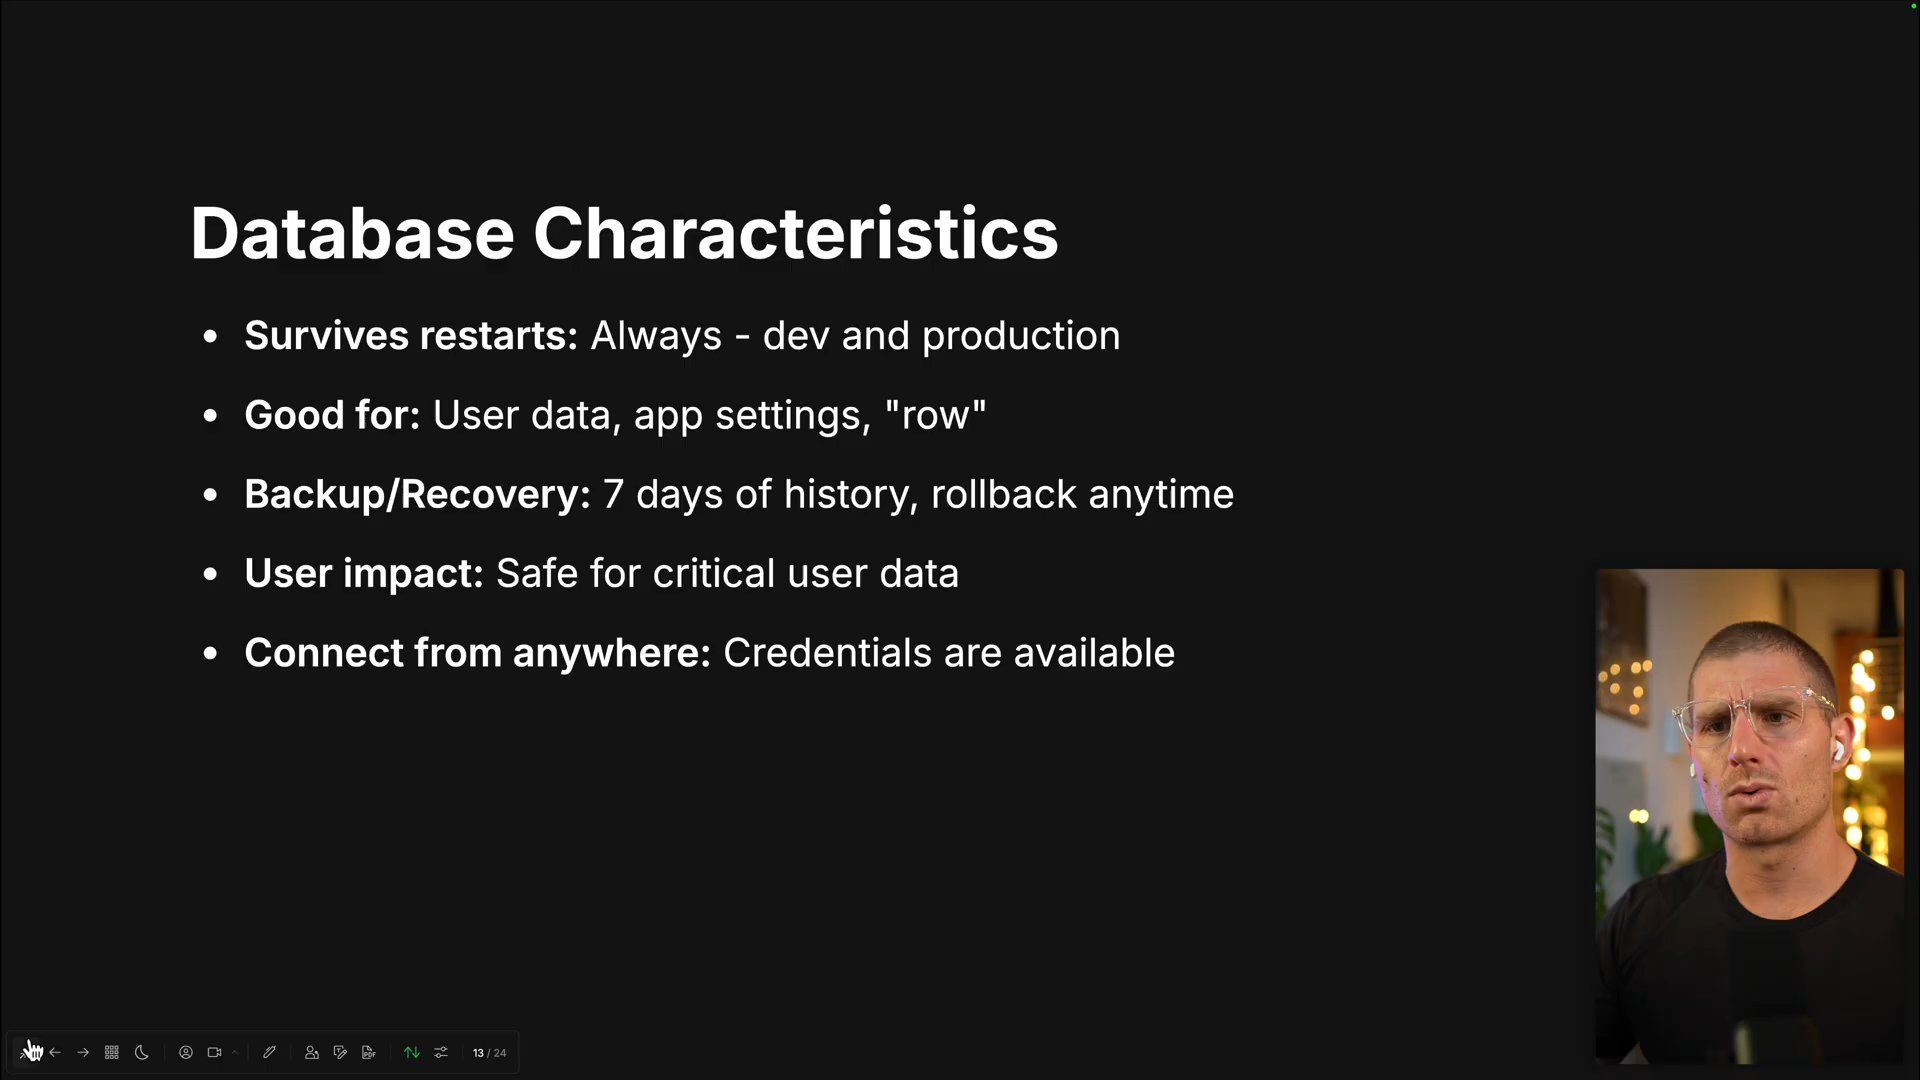 Database Characteristics
• Survives restarts: Always - dev and production
• Good for: User data, app settings, "row"
• Backup/Recovery: 7 days of history, rollback anytime
• User impact: Safe for critical user data
• Connect from anywhere: Credentials are available
PDF
13 / 24